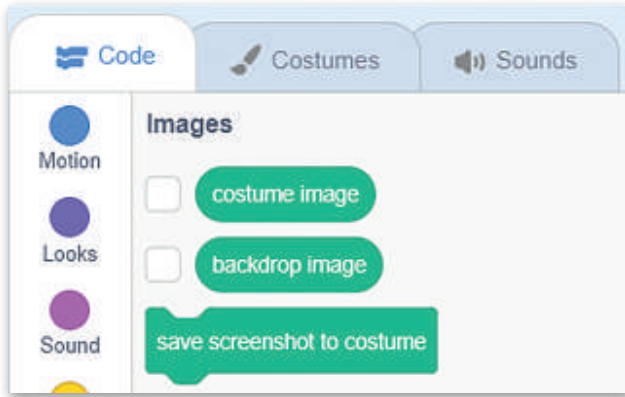 Code
Costumes
Sounds
Motion
Looks
Sound
Images
costume image
backdrop image
save screenshot to costume